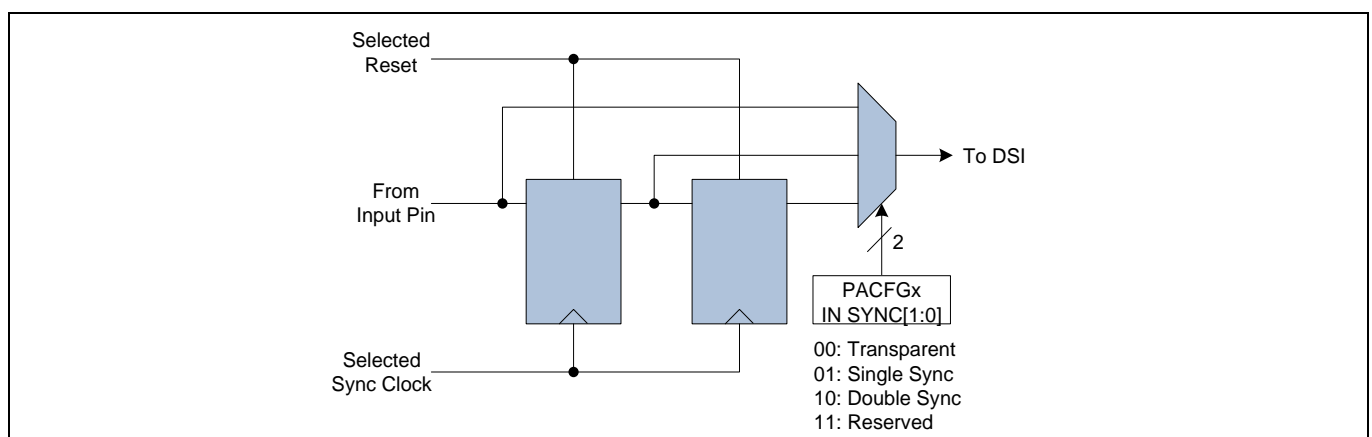 Selected
Reset
To DSI
From
Input Pin
2
PACFGx
IN SYNC[1:0]
Selected
Sync Clock
00: Transparent
01: Single Sync
10: Double Sync
11: Reserved